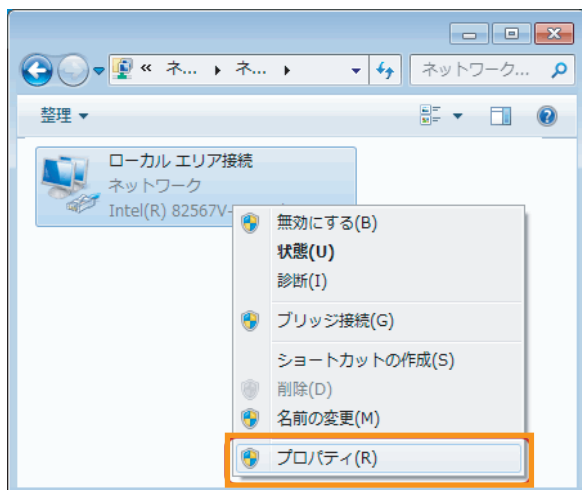 « ネ... ▸ ネ... ▸
ネットワーク...
整理 ▼
ローカル エリア接続
ネットワーク
Intel(R) 82567V-
無効にする(B)
状態(U)
診断(I)
ブリッジ接続(G)
ショートカットの作成(S)
削除(D)
名前の変更(M)
プロパティ(R)